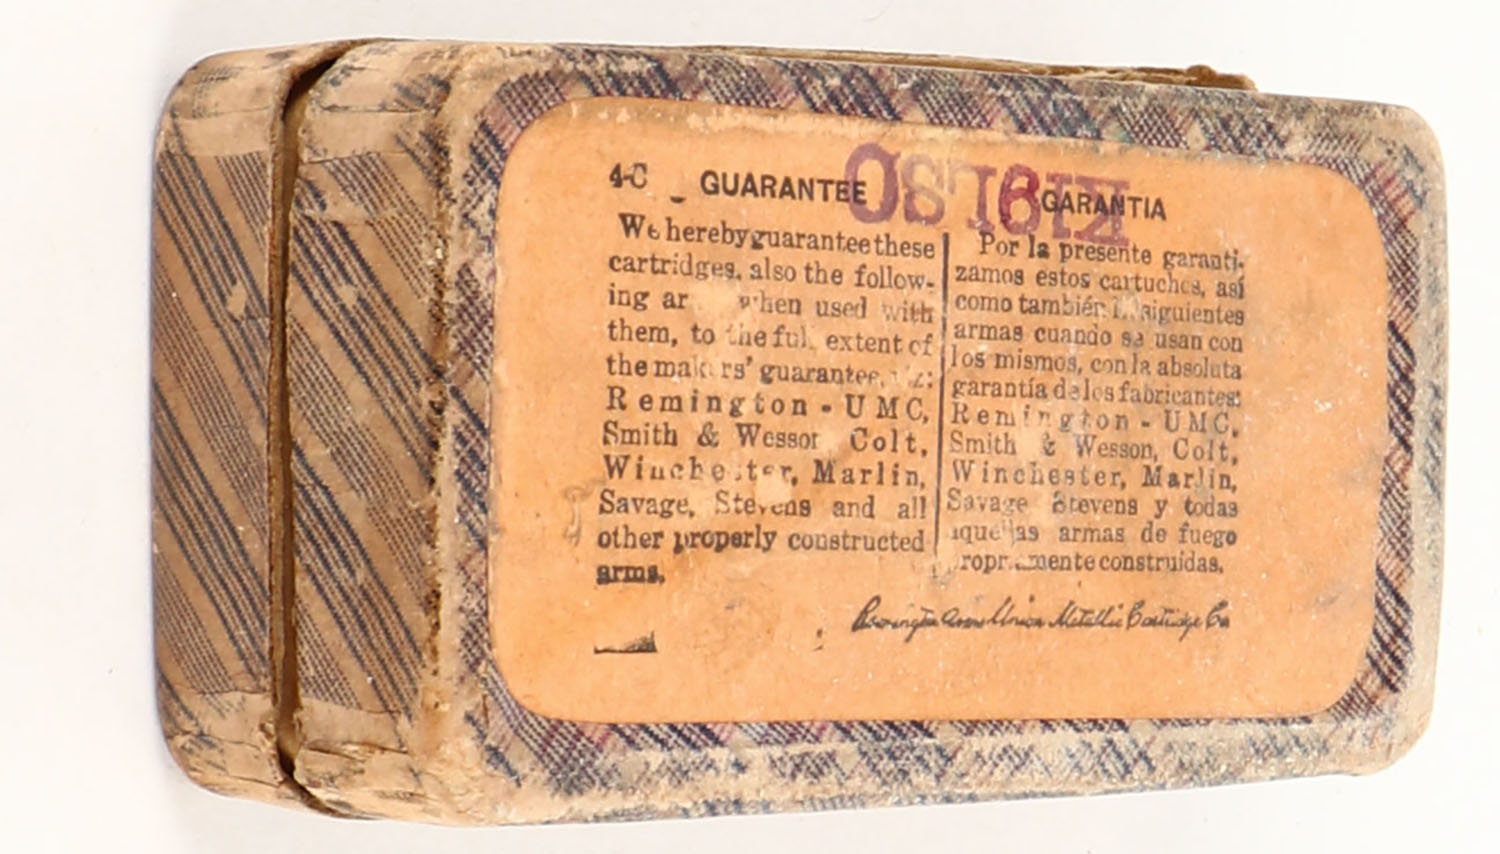 4-C GUARANTEE
We hereby guarantee these
cartridges, also the follow-
ing when used with
them, to the full extent of
the makers' guarantee, viz:
Remington - UMC,
Smith & Wesson Colt,
Winchester, Marlin,
Savage, Stevens and all
other properly constructed
arms.
GARANTIA
Por la presente garanti-
zamos estos cartuchos, así
como también siguientes
armas cuando se usan con
los mismos, con la absoluta
garantía de los fabricantes:
Remington - UMC,
Smith & Wesson, Colt,
Winchester, Marlin,
Savage Stevens y todas
aquellas armas de fuego
propiamente construidas.
Remington Arms Union Metallic Cartridge Co